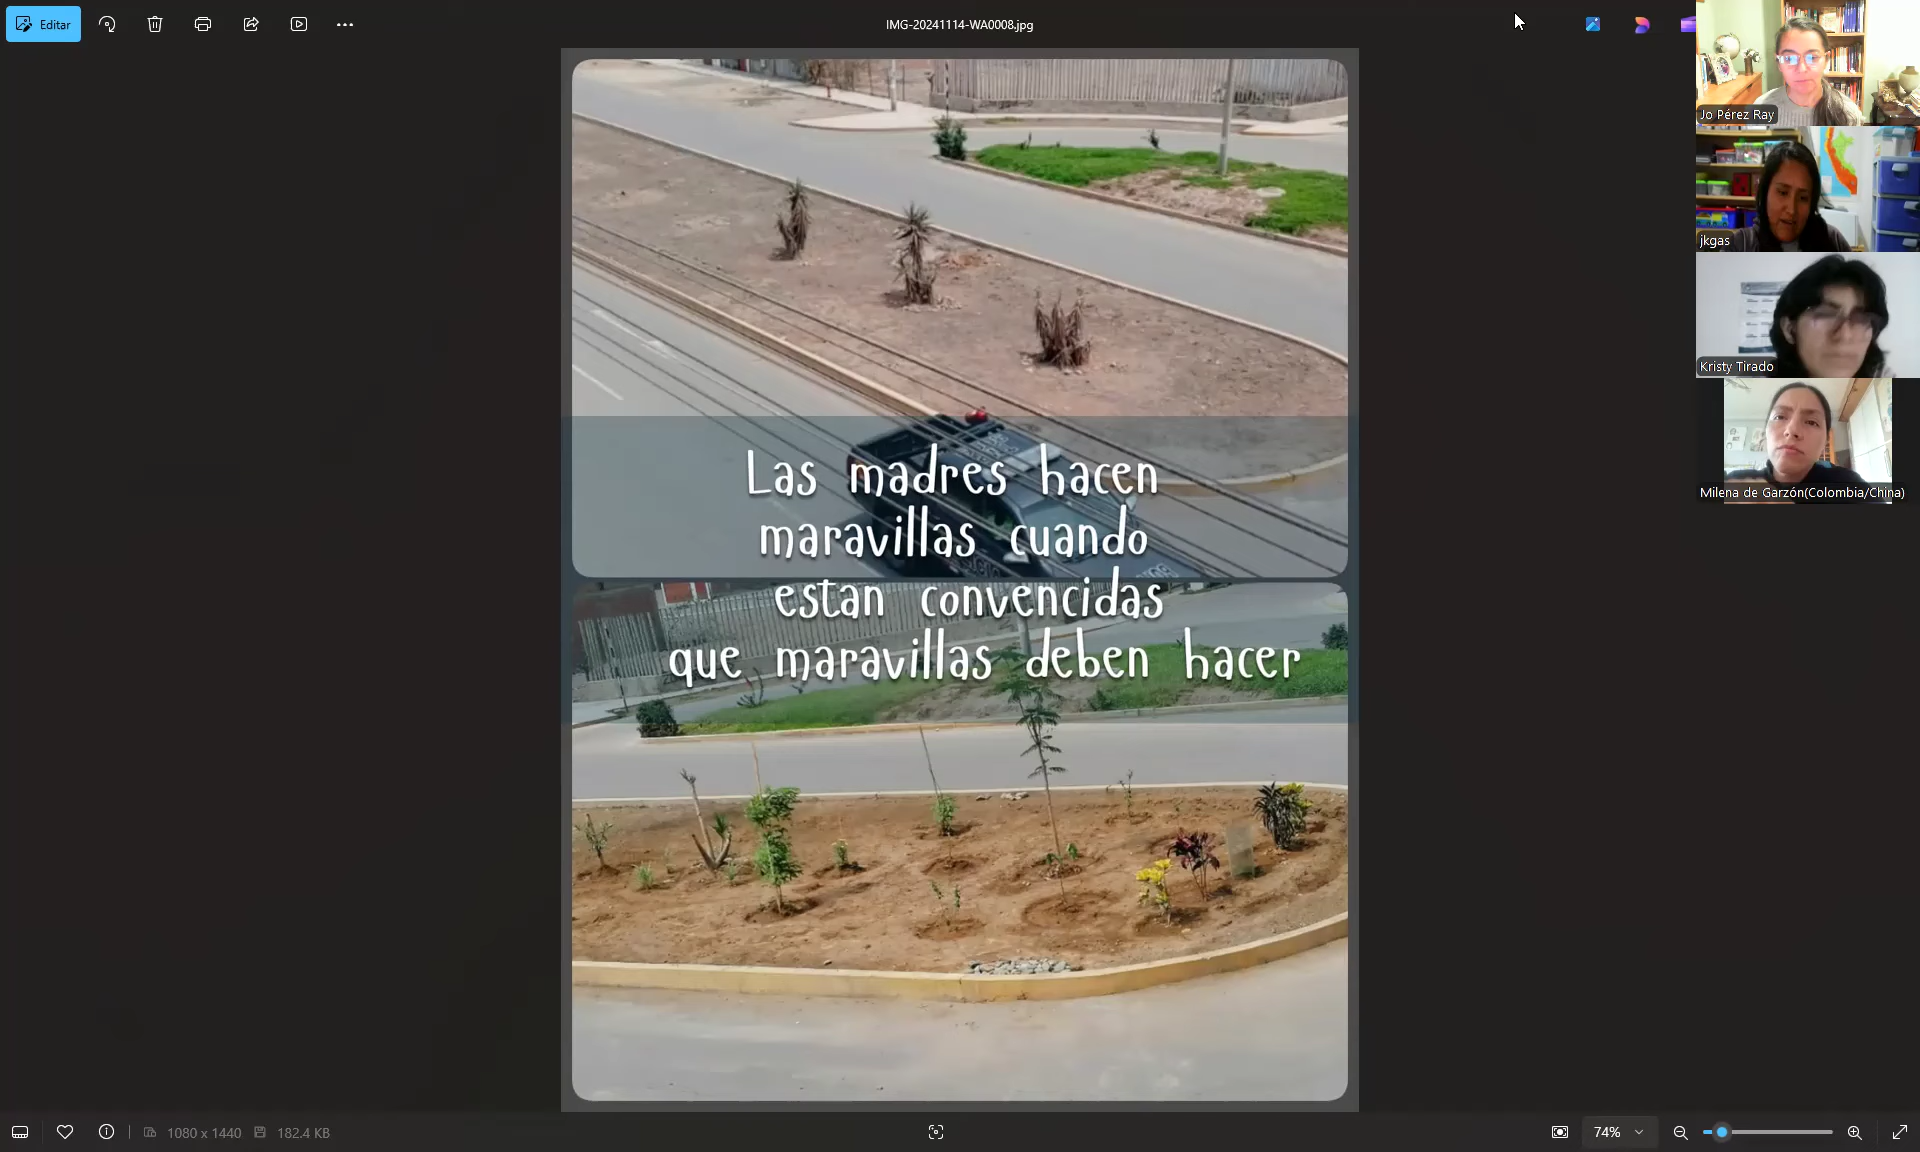 Editar
IMG-20241114-WA0008.jpg
Jo Pérez Ray
jkgas
Kristy Tirado
Milena de Garzón(Colombia/China)
Las madres hacen
maravillas cuando
estan convencidas
que maravillas deben hacer
1080 x 1440
182.4 KB
74%